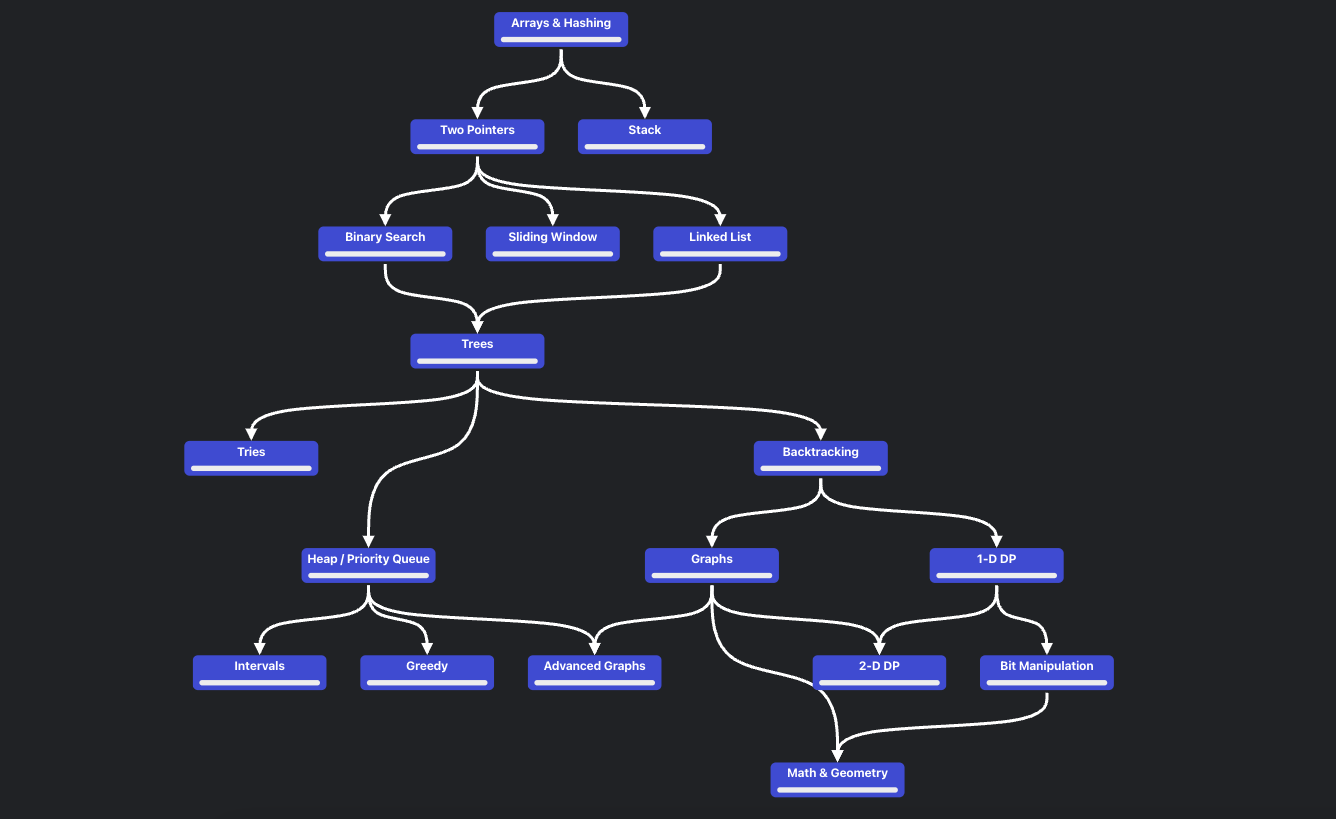 Arrays & Hashing
Two Pointers
Stack
Binary Search
Sliding Window
Linked List
Trees
Tries
Backtracking
Heap / Priority Queue
Graphs
1-D DP
Intervals
Greedy
Advanced Graphs
2-D DP
Bit Manipulation
Math & Geometry